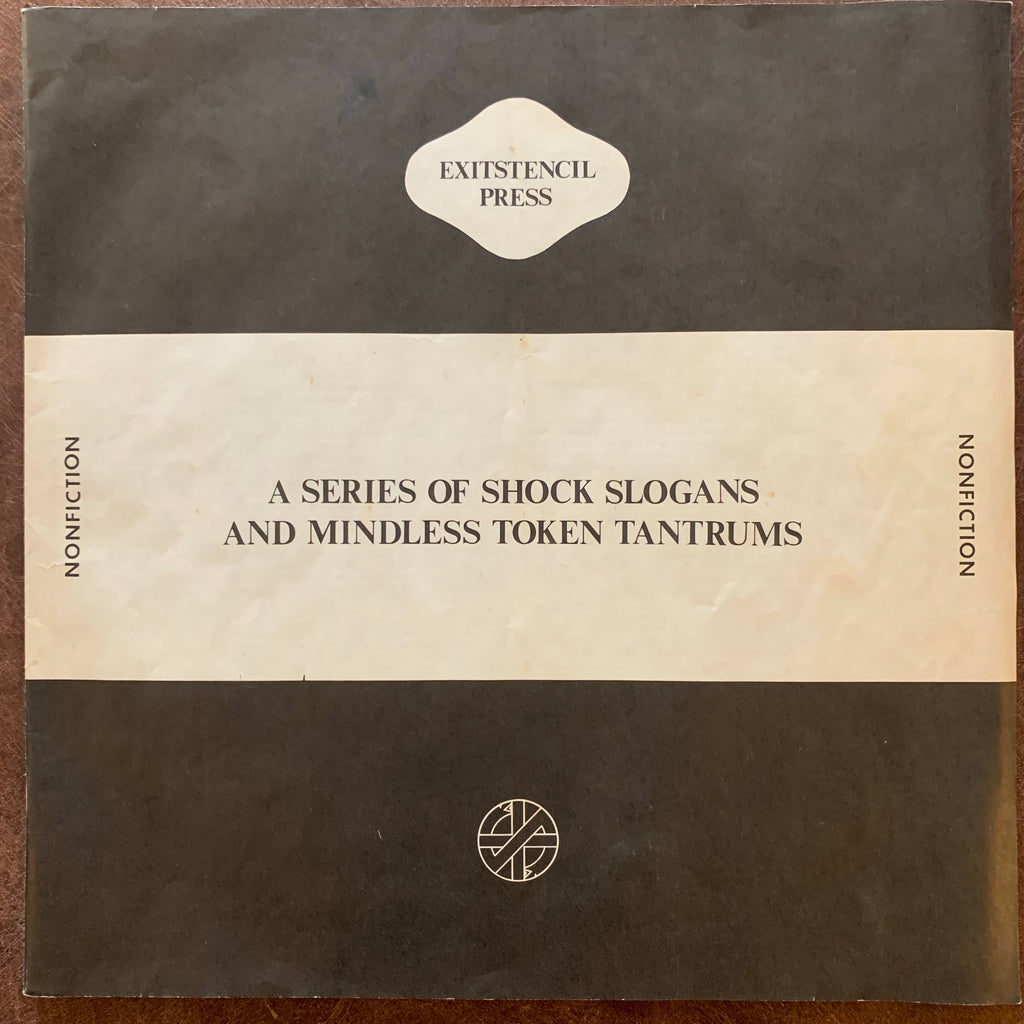 EXITSTENCIL
PRESS
NONFICTION
A SERIES OF SHOCK SLOGANS
AND MINDLESS TOKEN TANTRUMS
NONFICTION